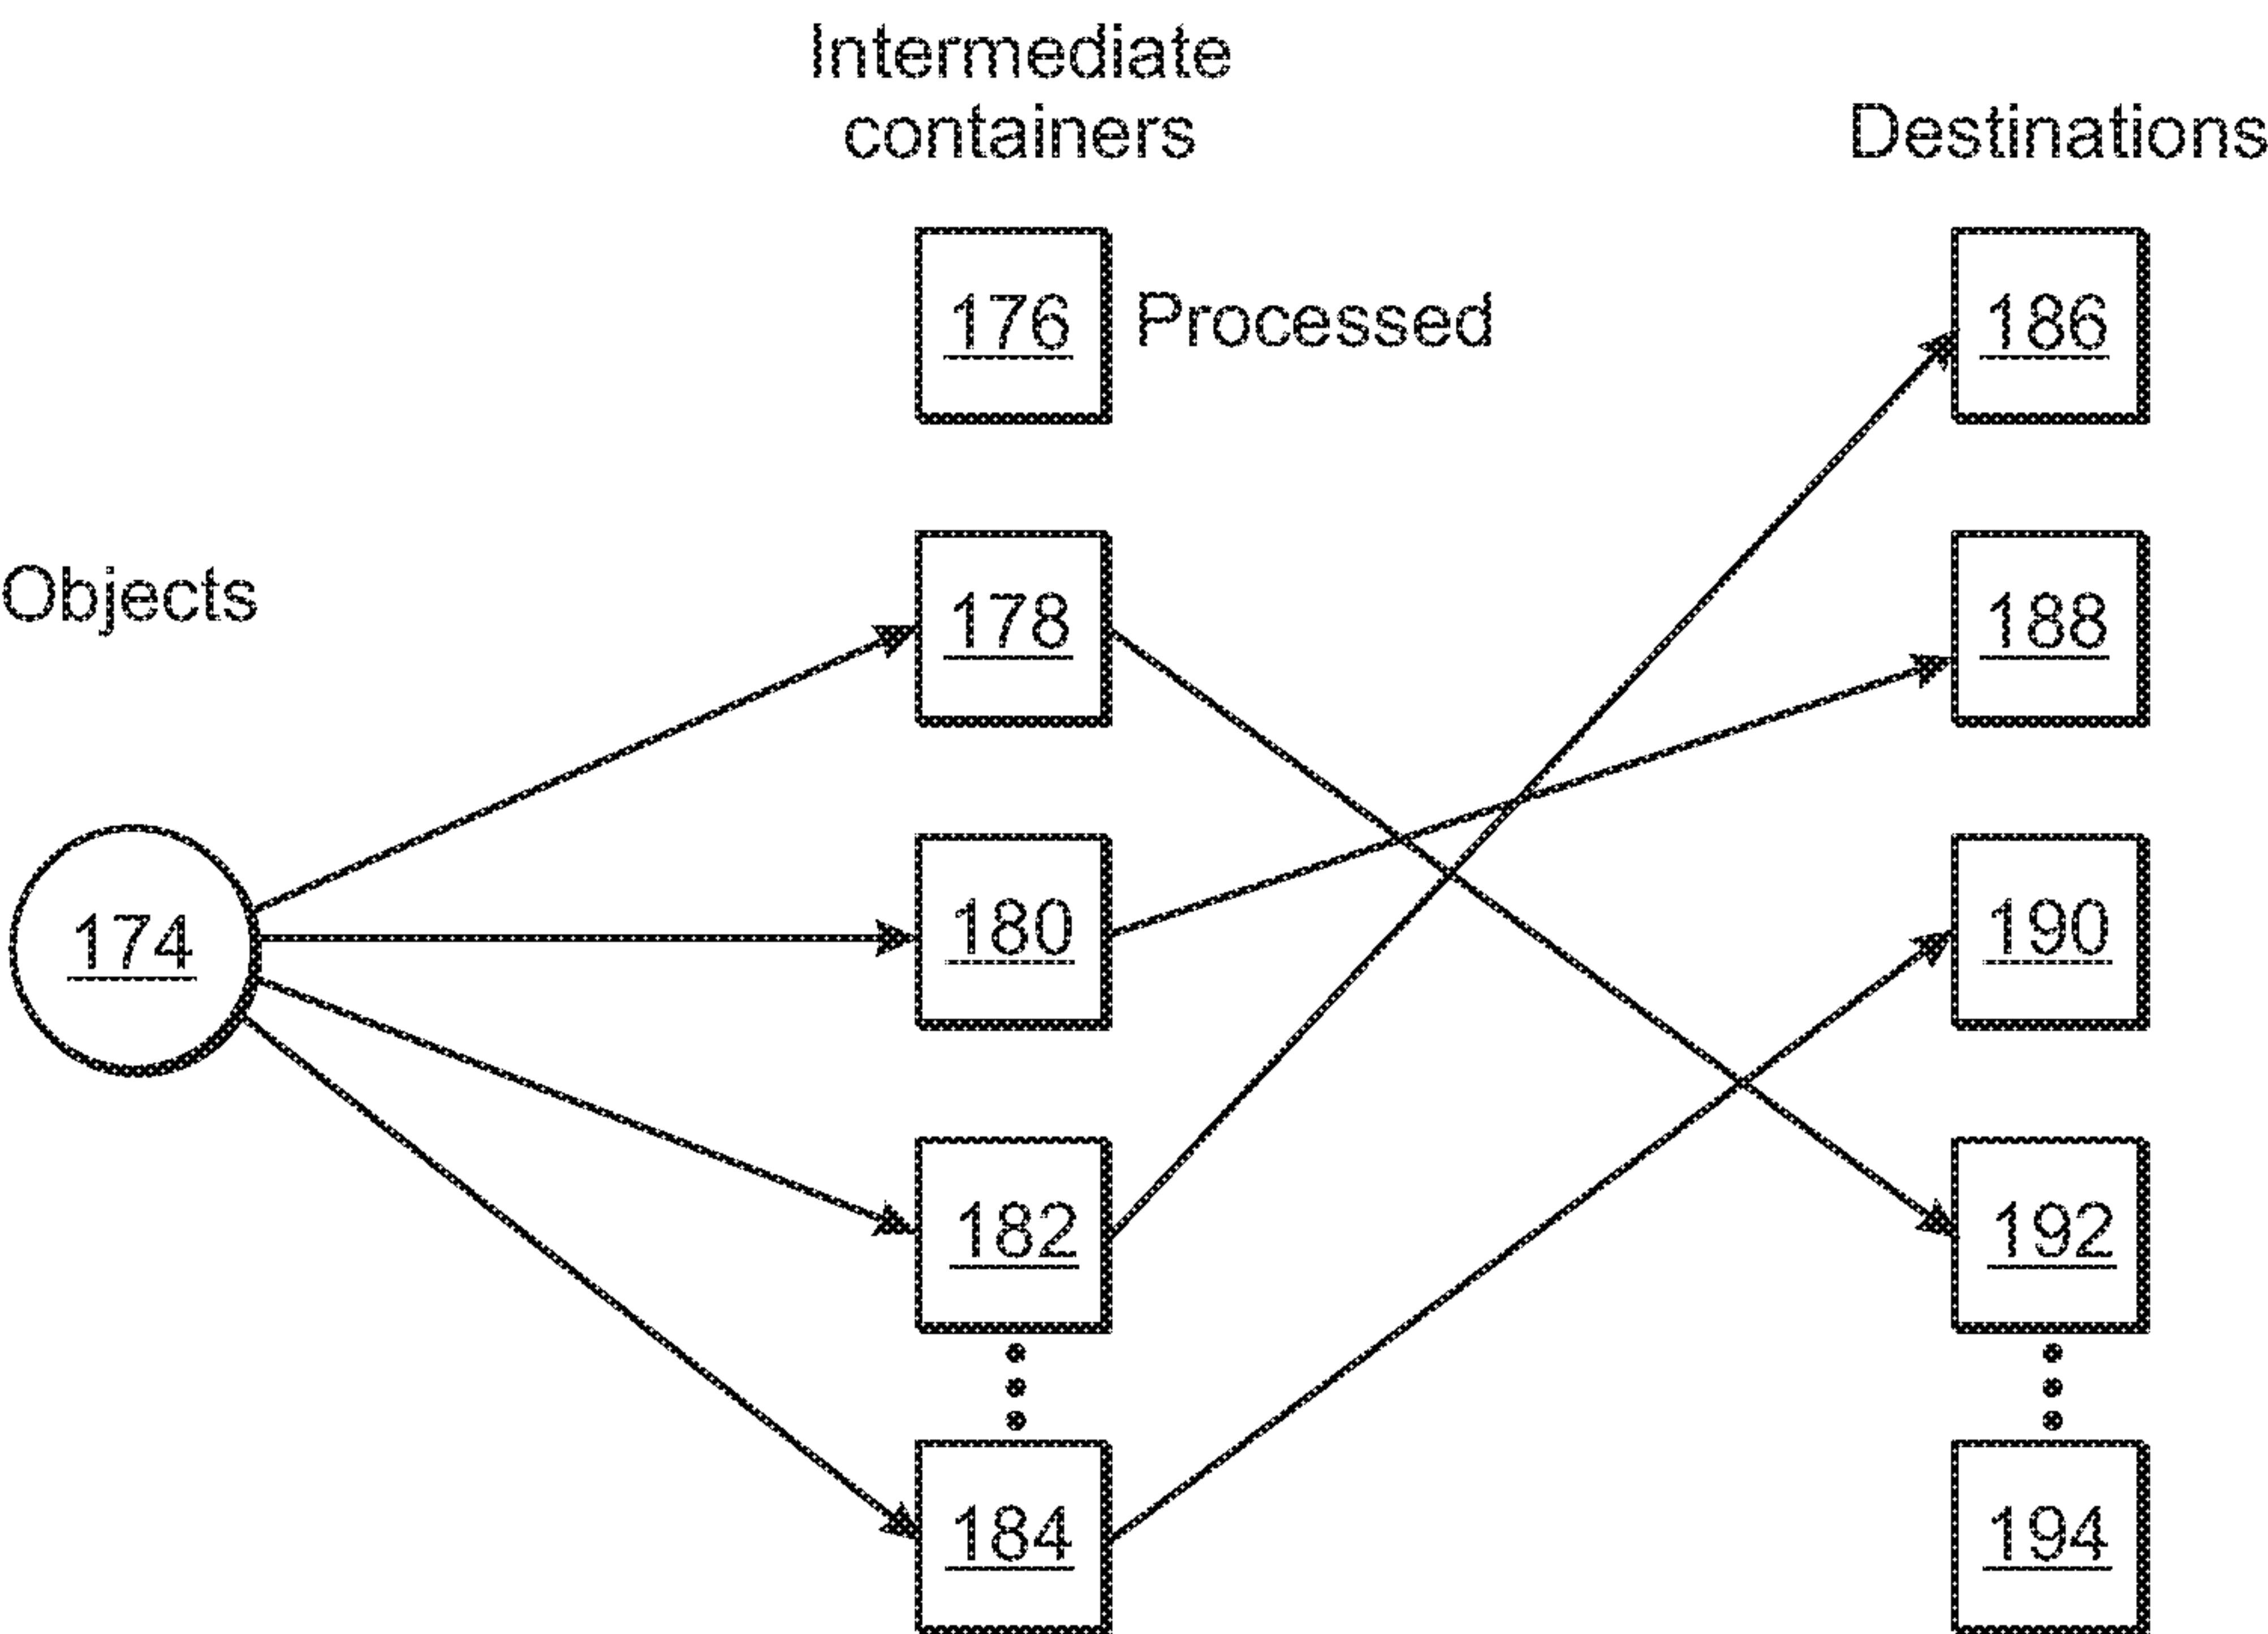 Intermediate
containers
Destinations
176 Processed
186
Objects
178
188
174
180
190
182
192
184
194